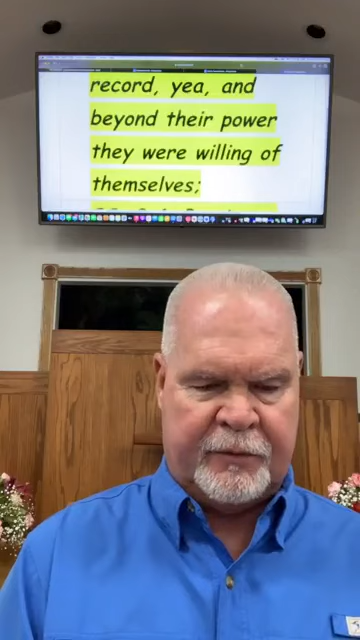 record, yea, and
beyond their power
they were willing of
themselves;